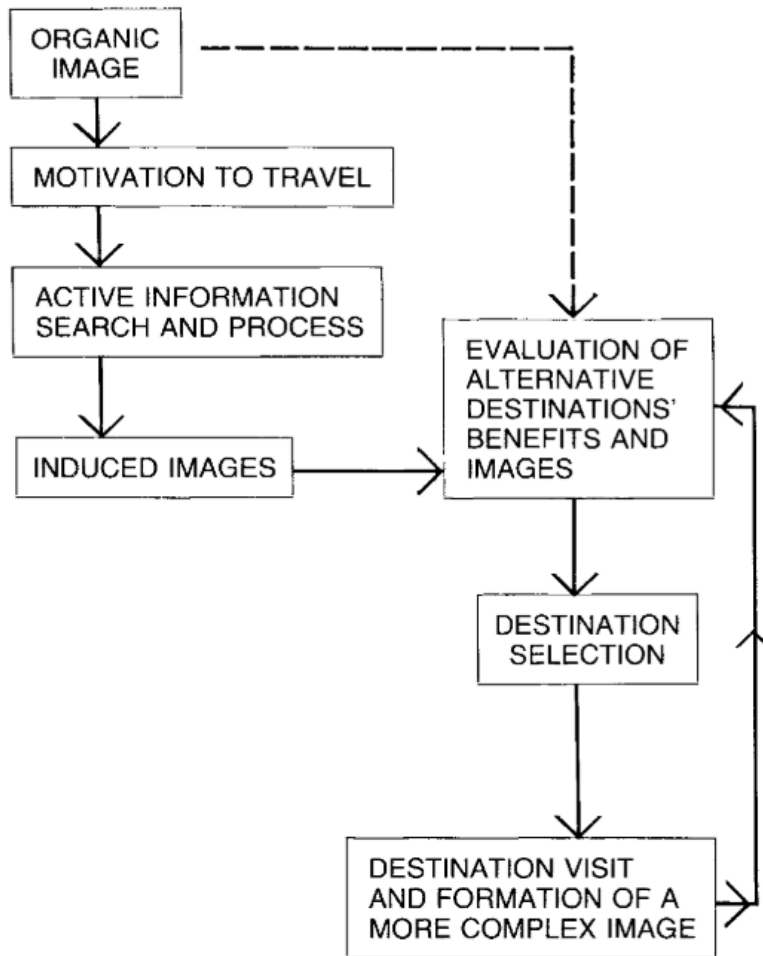 ORGANIC
IMAGE
MOTIVATION TO TRAVEL
ACTIVE INFORMATION
SEARCH AND PROCESS
INDUCED IMAGES
EVALUATION OF
ALTERNATIVE
DESTINATIONS'
BENEFITS AND
IMAGES
DESTINATION
SELECTION
DESTINATION VISIT
AND FORMATION OF A
MORE COMPLEX IMAGE